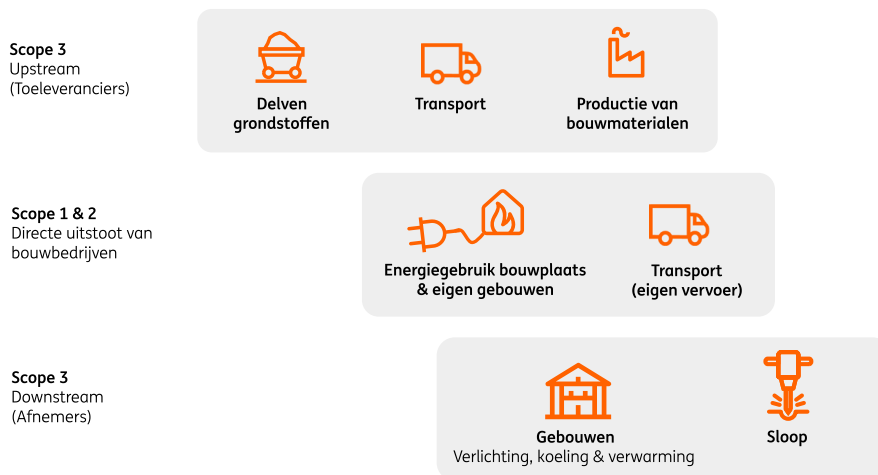 Scope 3
Upstream
(Toeleveranciers)
Delven
grondstoffen
Transport
Productie van
bouwmaterialen
Scope 1 & 2
Directe uitstoot van
bouwbedrijven
Energiegebruik bouwplaats
& eigen gebouwen
Transport
(eigen vervoer)
Scope 3
Downstream
(Afnemers)
Gebouwen
Verlichting, koeling & verwarming
Sloop